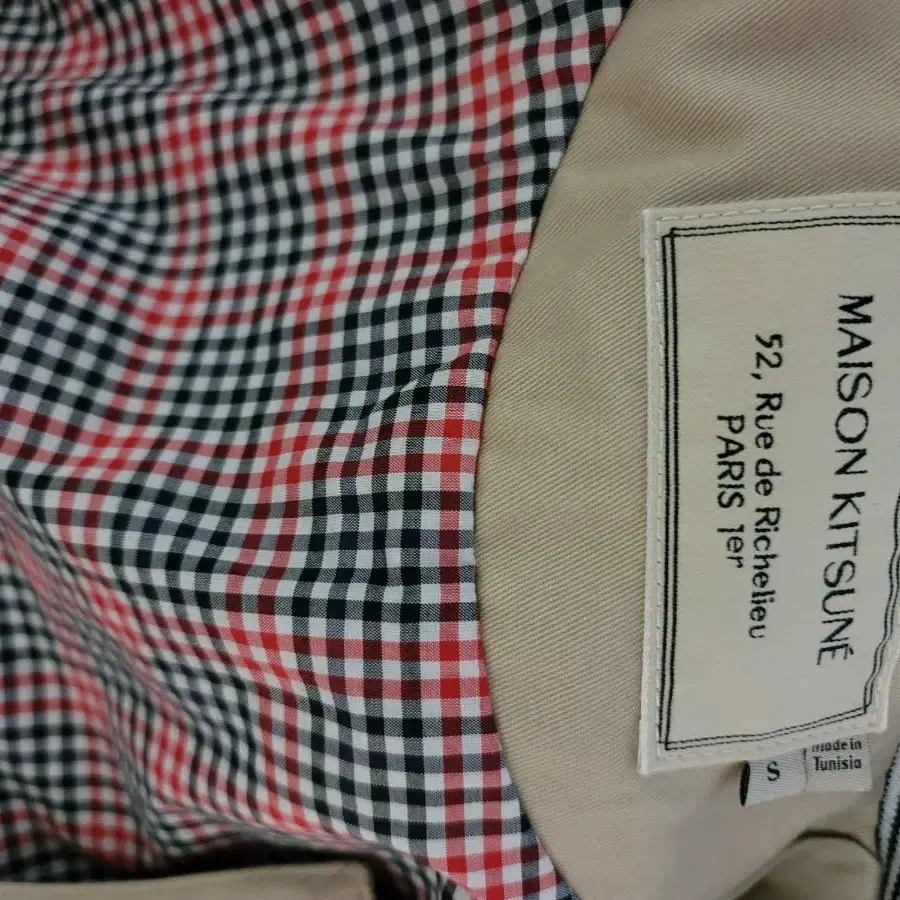 MAISON KITSUNÉ
52, Rue de Richelieu
PARIS 1er
S
made in
Tunisia